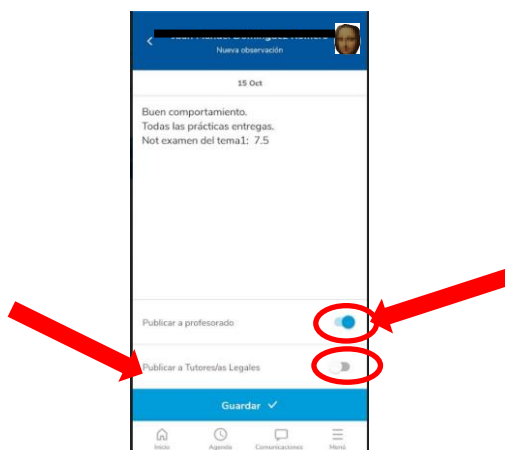 Nueva observación
15 Oct
Buen comportamiento.
Todas las prácticas entregas.
Not examen del tema1: 7.5
Publicar a profesorado
Publicar a Tutores/as Legales
Guardar
Inicio Agenda Comunicaciones Menú